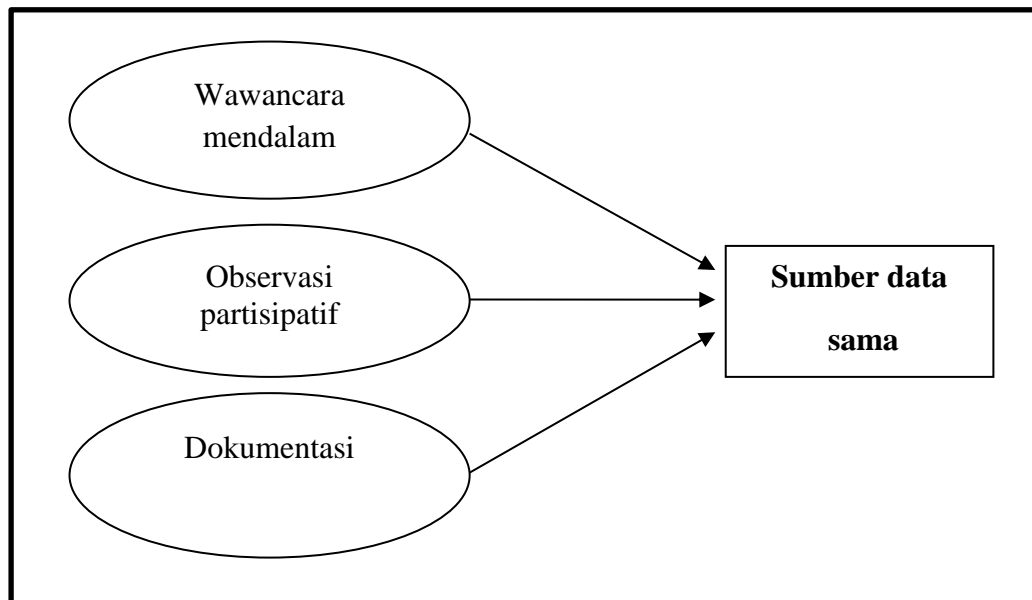 Wawancara
mendalam
Observasi
partisipatif
Dokumentasi
Sumber data
sama